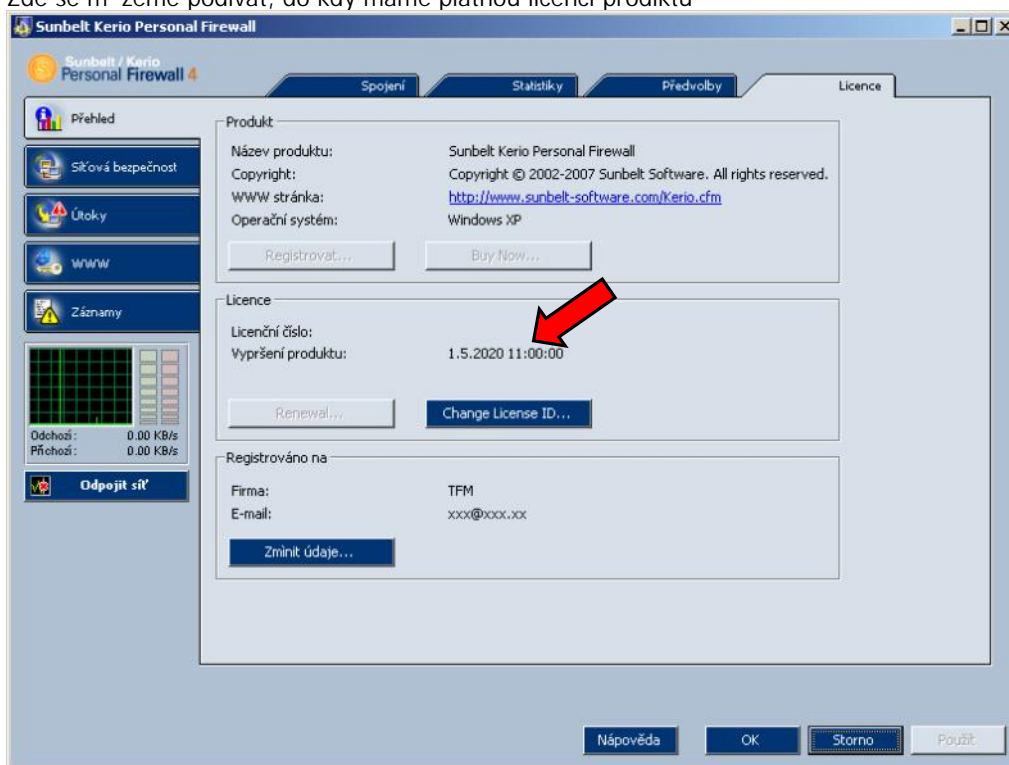 Zde se m žeme podívat, do kdy máme platnou licenci prodiktu
Sunbelt Kerio Personal Firewall
Sunbelt / Kerio
Personal Firewall 4
Spojení
Statistiky
Předvolby
Licence
Přehled
Síťová bezpečnost
Útoky
WWW
Záznamy
Odchozí: 0.00 KB/s
Příchozí: 0.00 KB/s
Odpojit síť
Produkt
Název produktu: Sunbelt Kerio Personal Firewall
Copyright: Copyright © 2002-2007 Sunbelt Software. All rights reserved.
WWW stránka: http://www.sunbelt-software.com/Kerio.cfm
Operační systém: Windows XP
Registrovat... Buy Now...
Licence
Licenční číslo:
Vypršení produktu: 1.5.2020 11:00:00
Renewal... Change License ID...
Registrováno na
Firma: TFM
E-mail: xxx@xxx.xx
Zmìnit údaje...
Nápověda OK Storno Použít